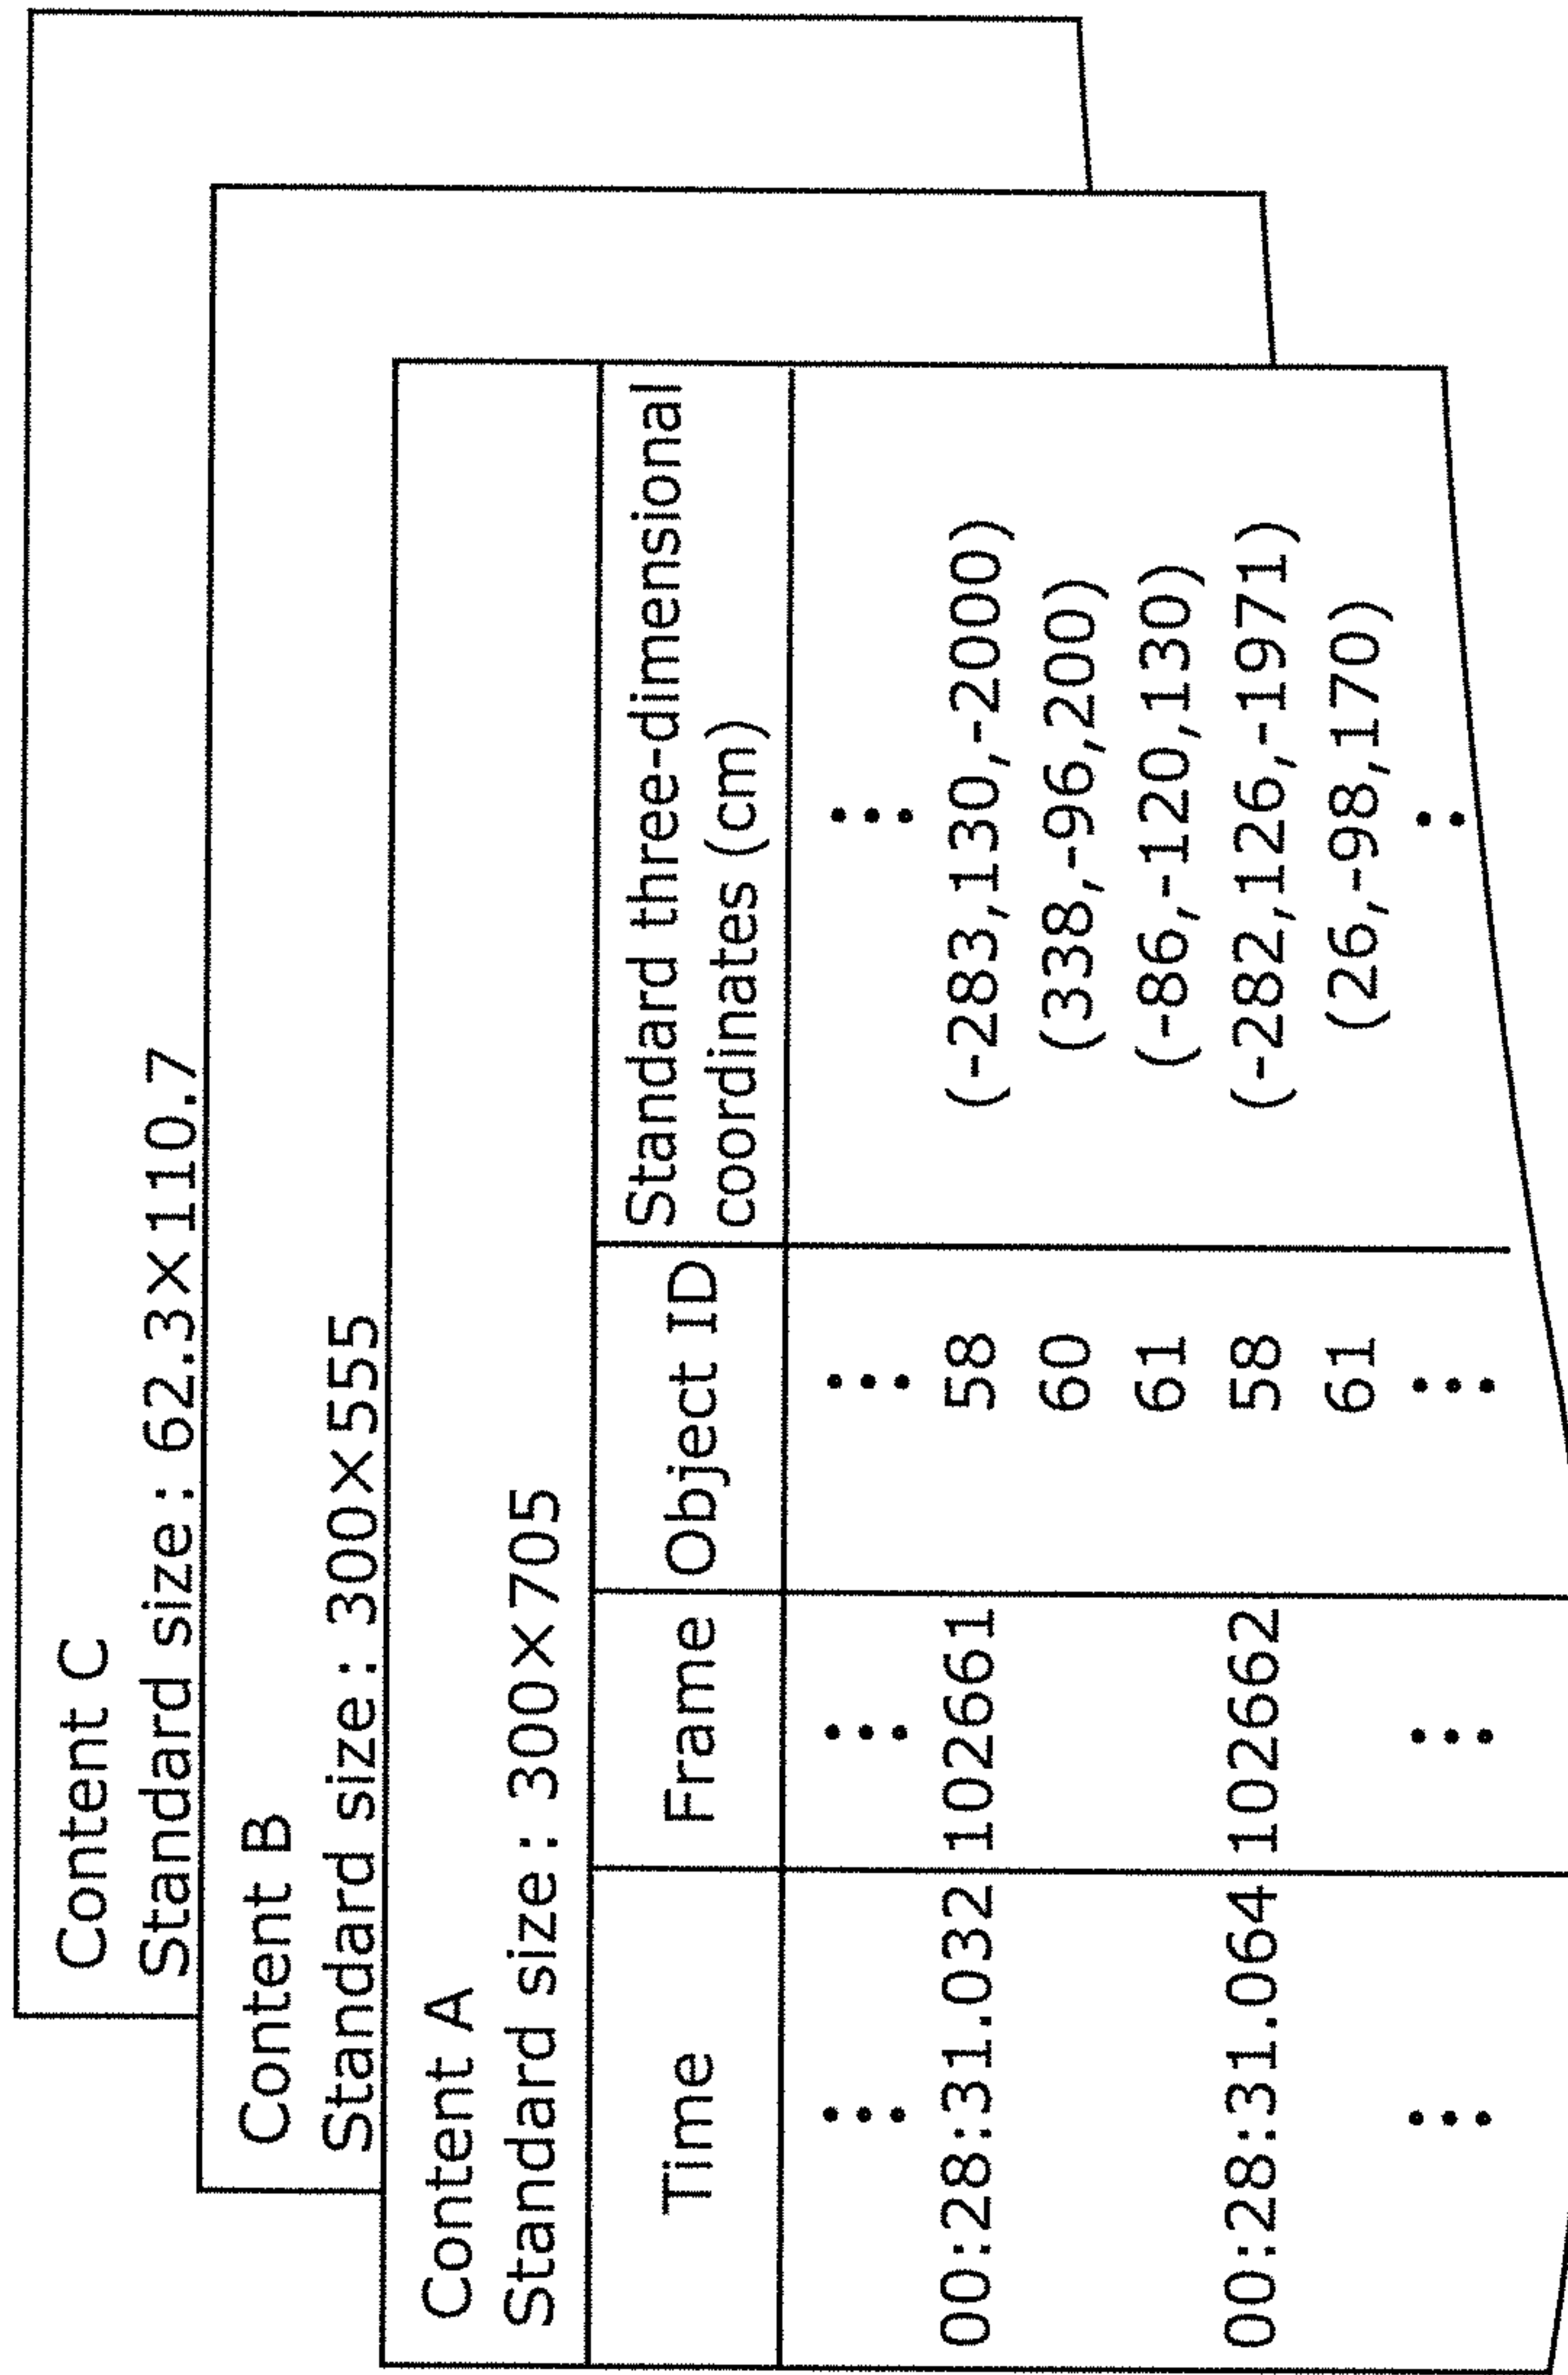 Content C
Standard size : 62.3×110.7
Content B
Standard size : 300×555
Content A
Standard size : 300×705
Time Frame Object ID Standard three-dimensional
coordinates (cm)
⋮ ⋮ ⋮ ⋮
00:28:31.032 102661 58 (-283,130,-2000)
60 (338,-96,200)
61 (-86,-120,130)
00:28:31.064 102662 58 (-282,126,-1971)
61 (26,-98,170)
⋮ ⋮ ⋮ ⋮